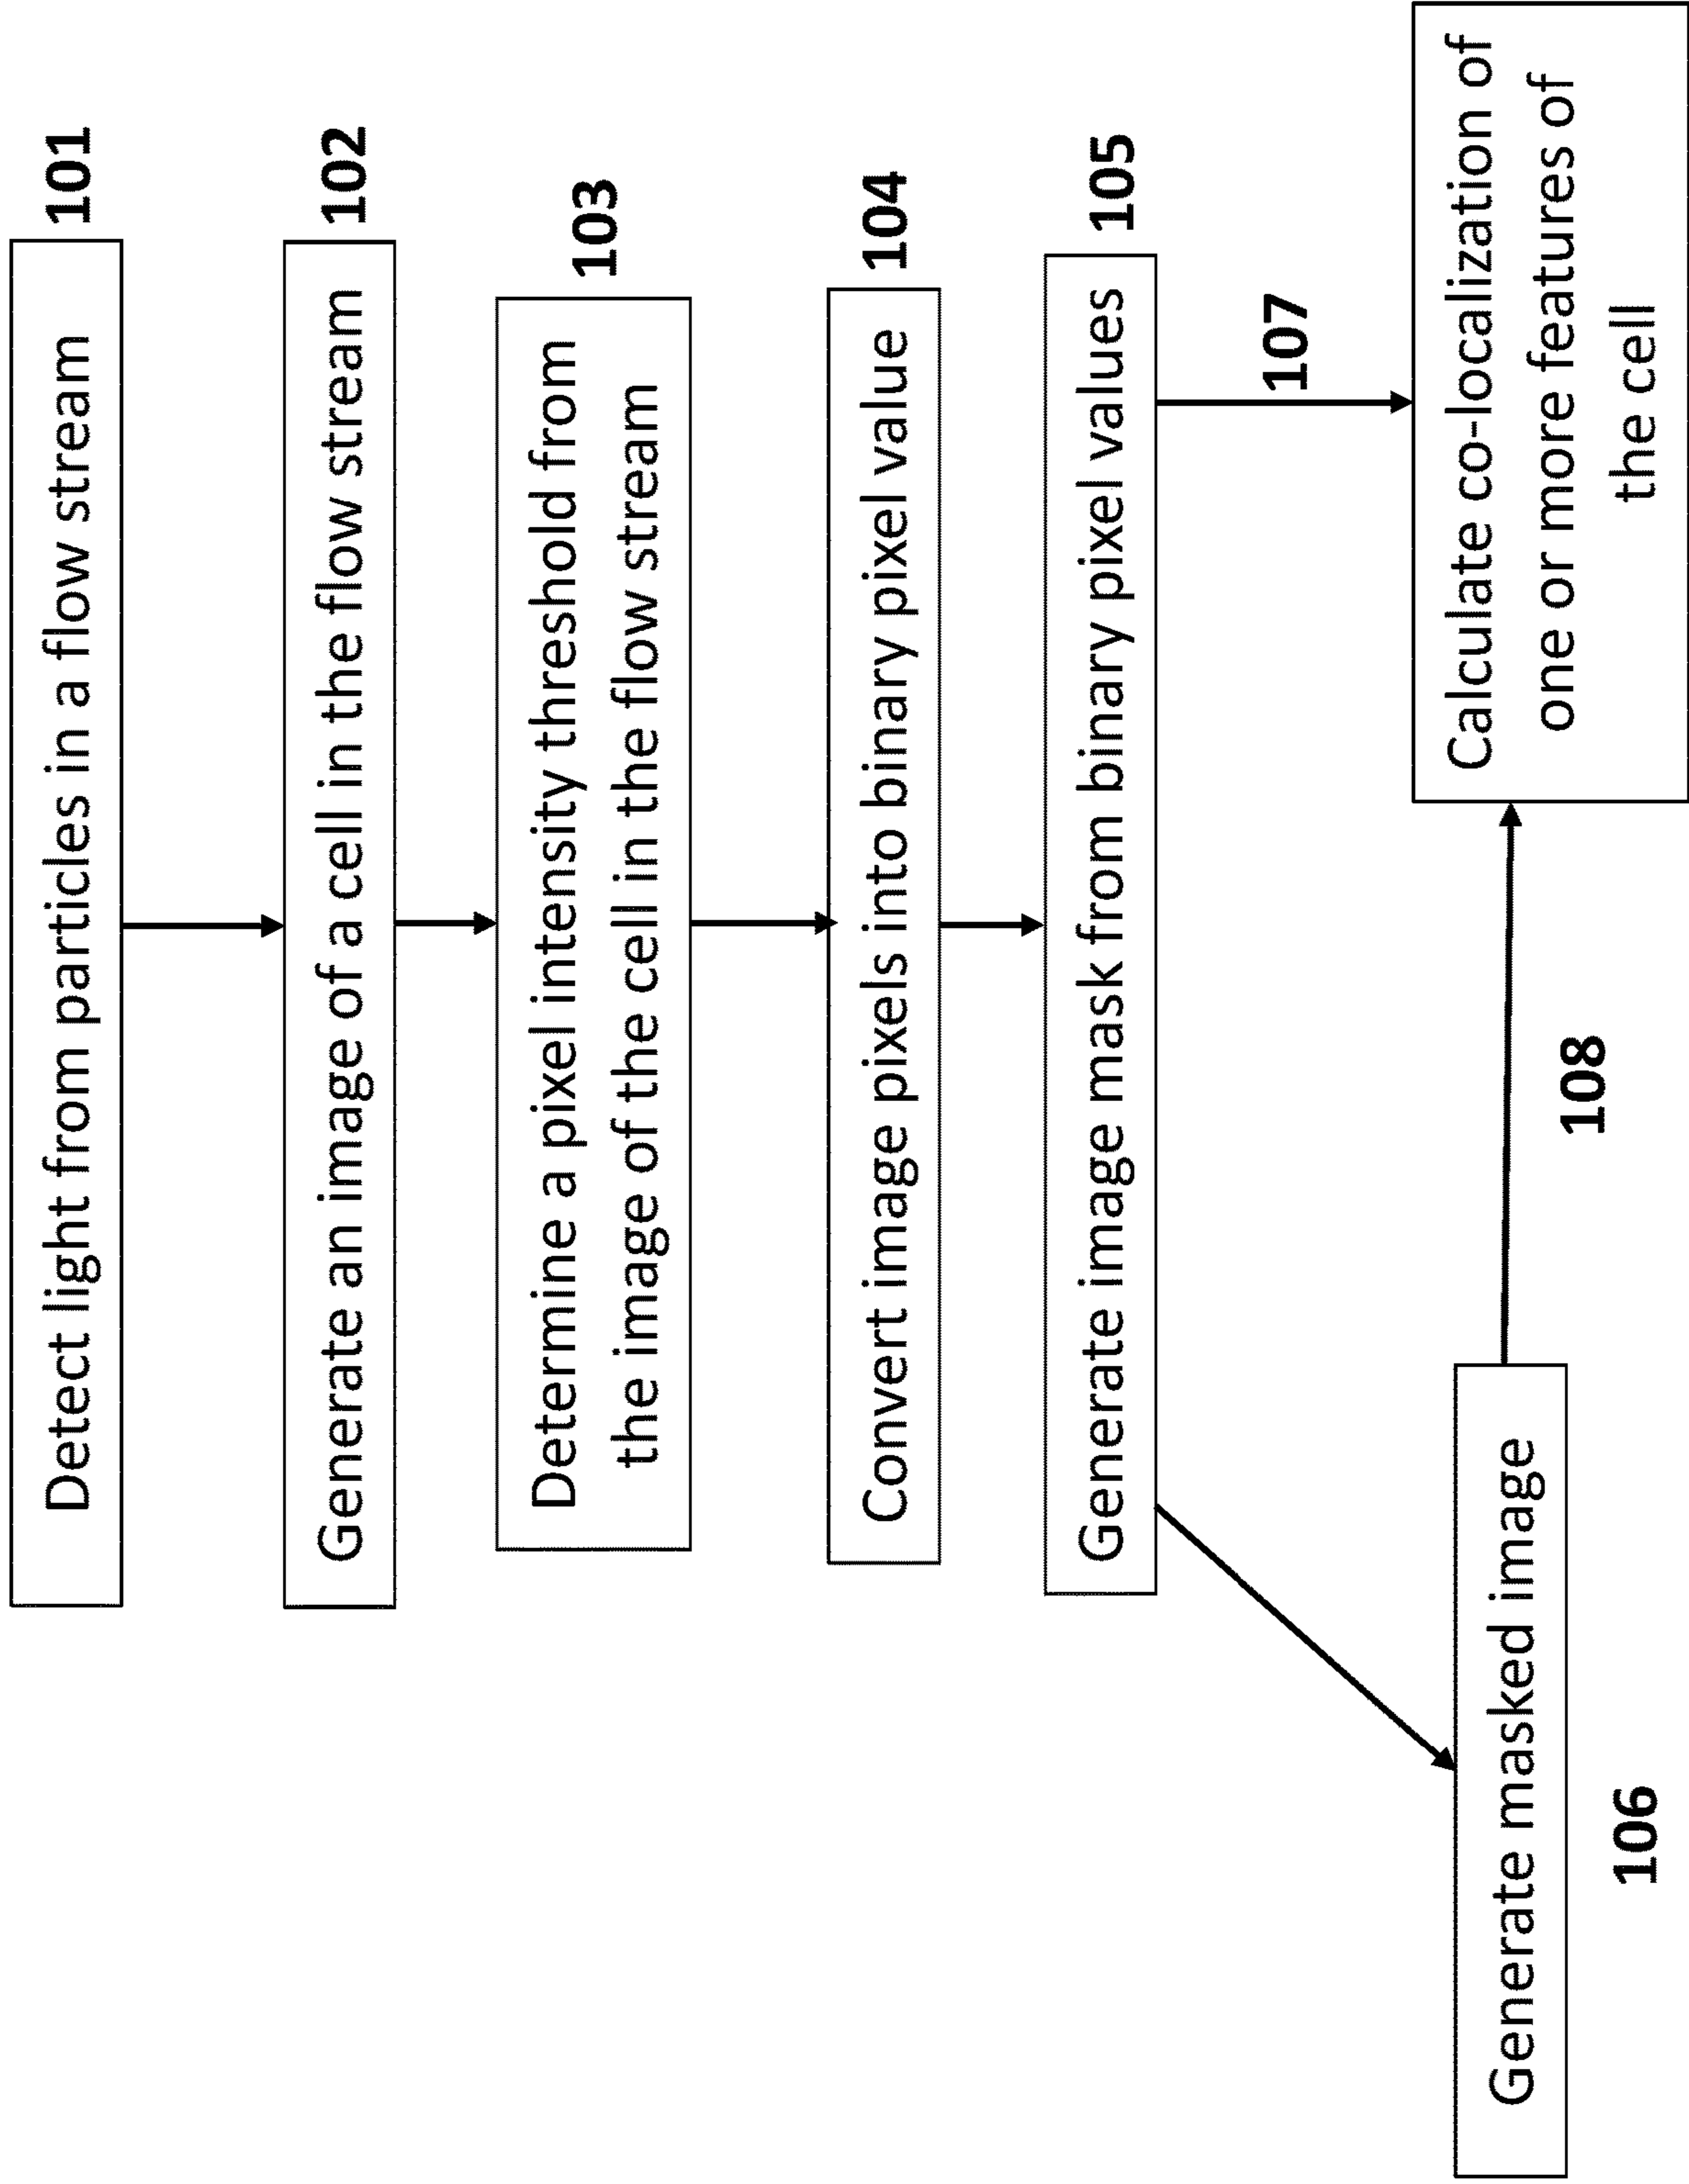 Detect light from particles in a flow stream
101
Generate an image of a cell in the flow stream
102
Determine a pixel intensity threshold from
the image of the cell in the flow stream
103
Convert image pixels into binary pixel value
104
Generate image mask from binary pixel values
105
107
Generate masked image
106
108
Calculate co-localization of
one or more features of
the cell